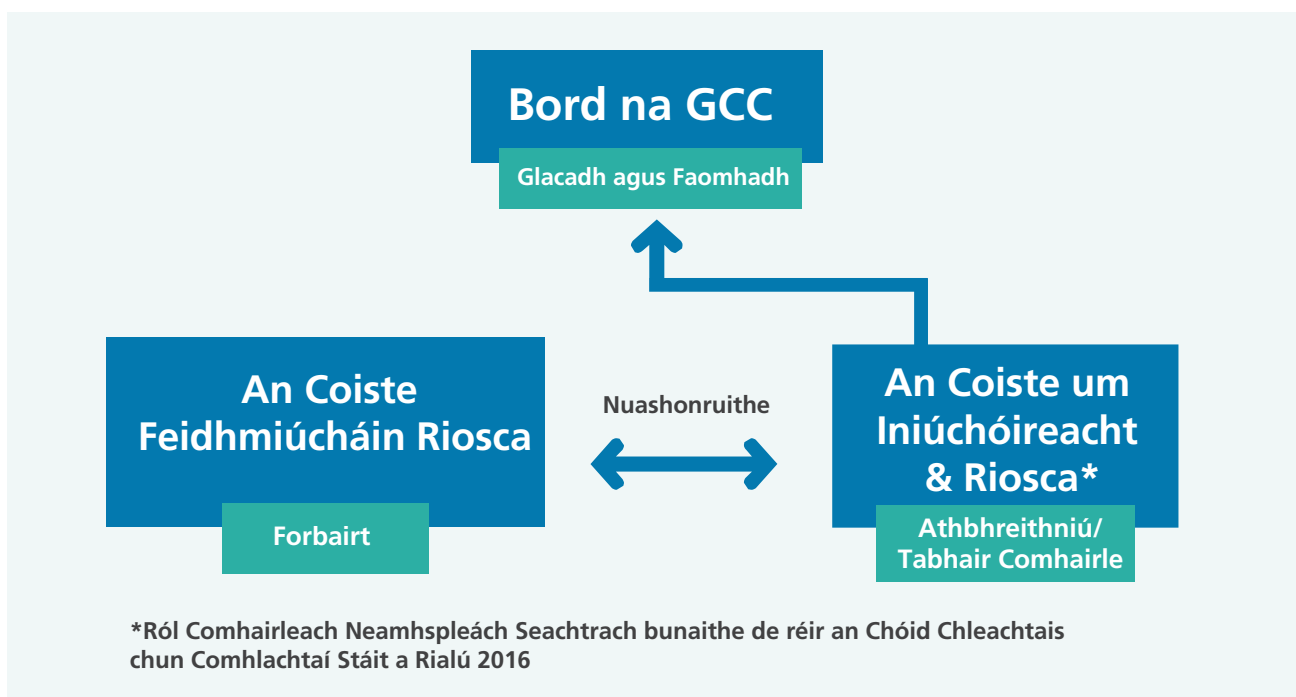 Bord na GCC
Glacadh agus Faomhadh
An Coiste
Feidhmiúcháin Riosca
Forbairt
Nuashonruithe
An Coiste um
Iniúchóireacht
& Riosca*
Athbhreithniú/
Tabhair Comhairle
*Ról Comhairleach Neamhspleách Seachtrach bunaithe de réir an Chóid Chleachtais
chun Comhlachtaí Stáit a Rialú 2016